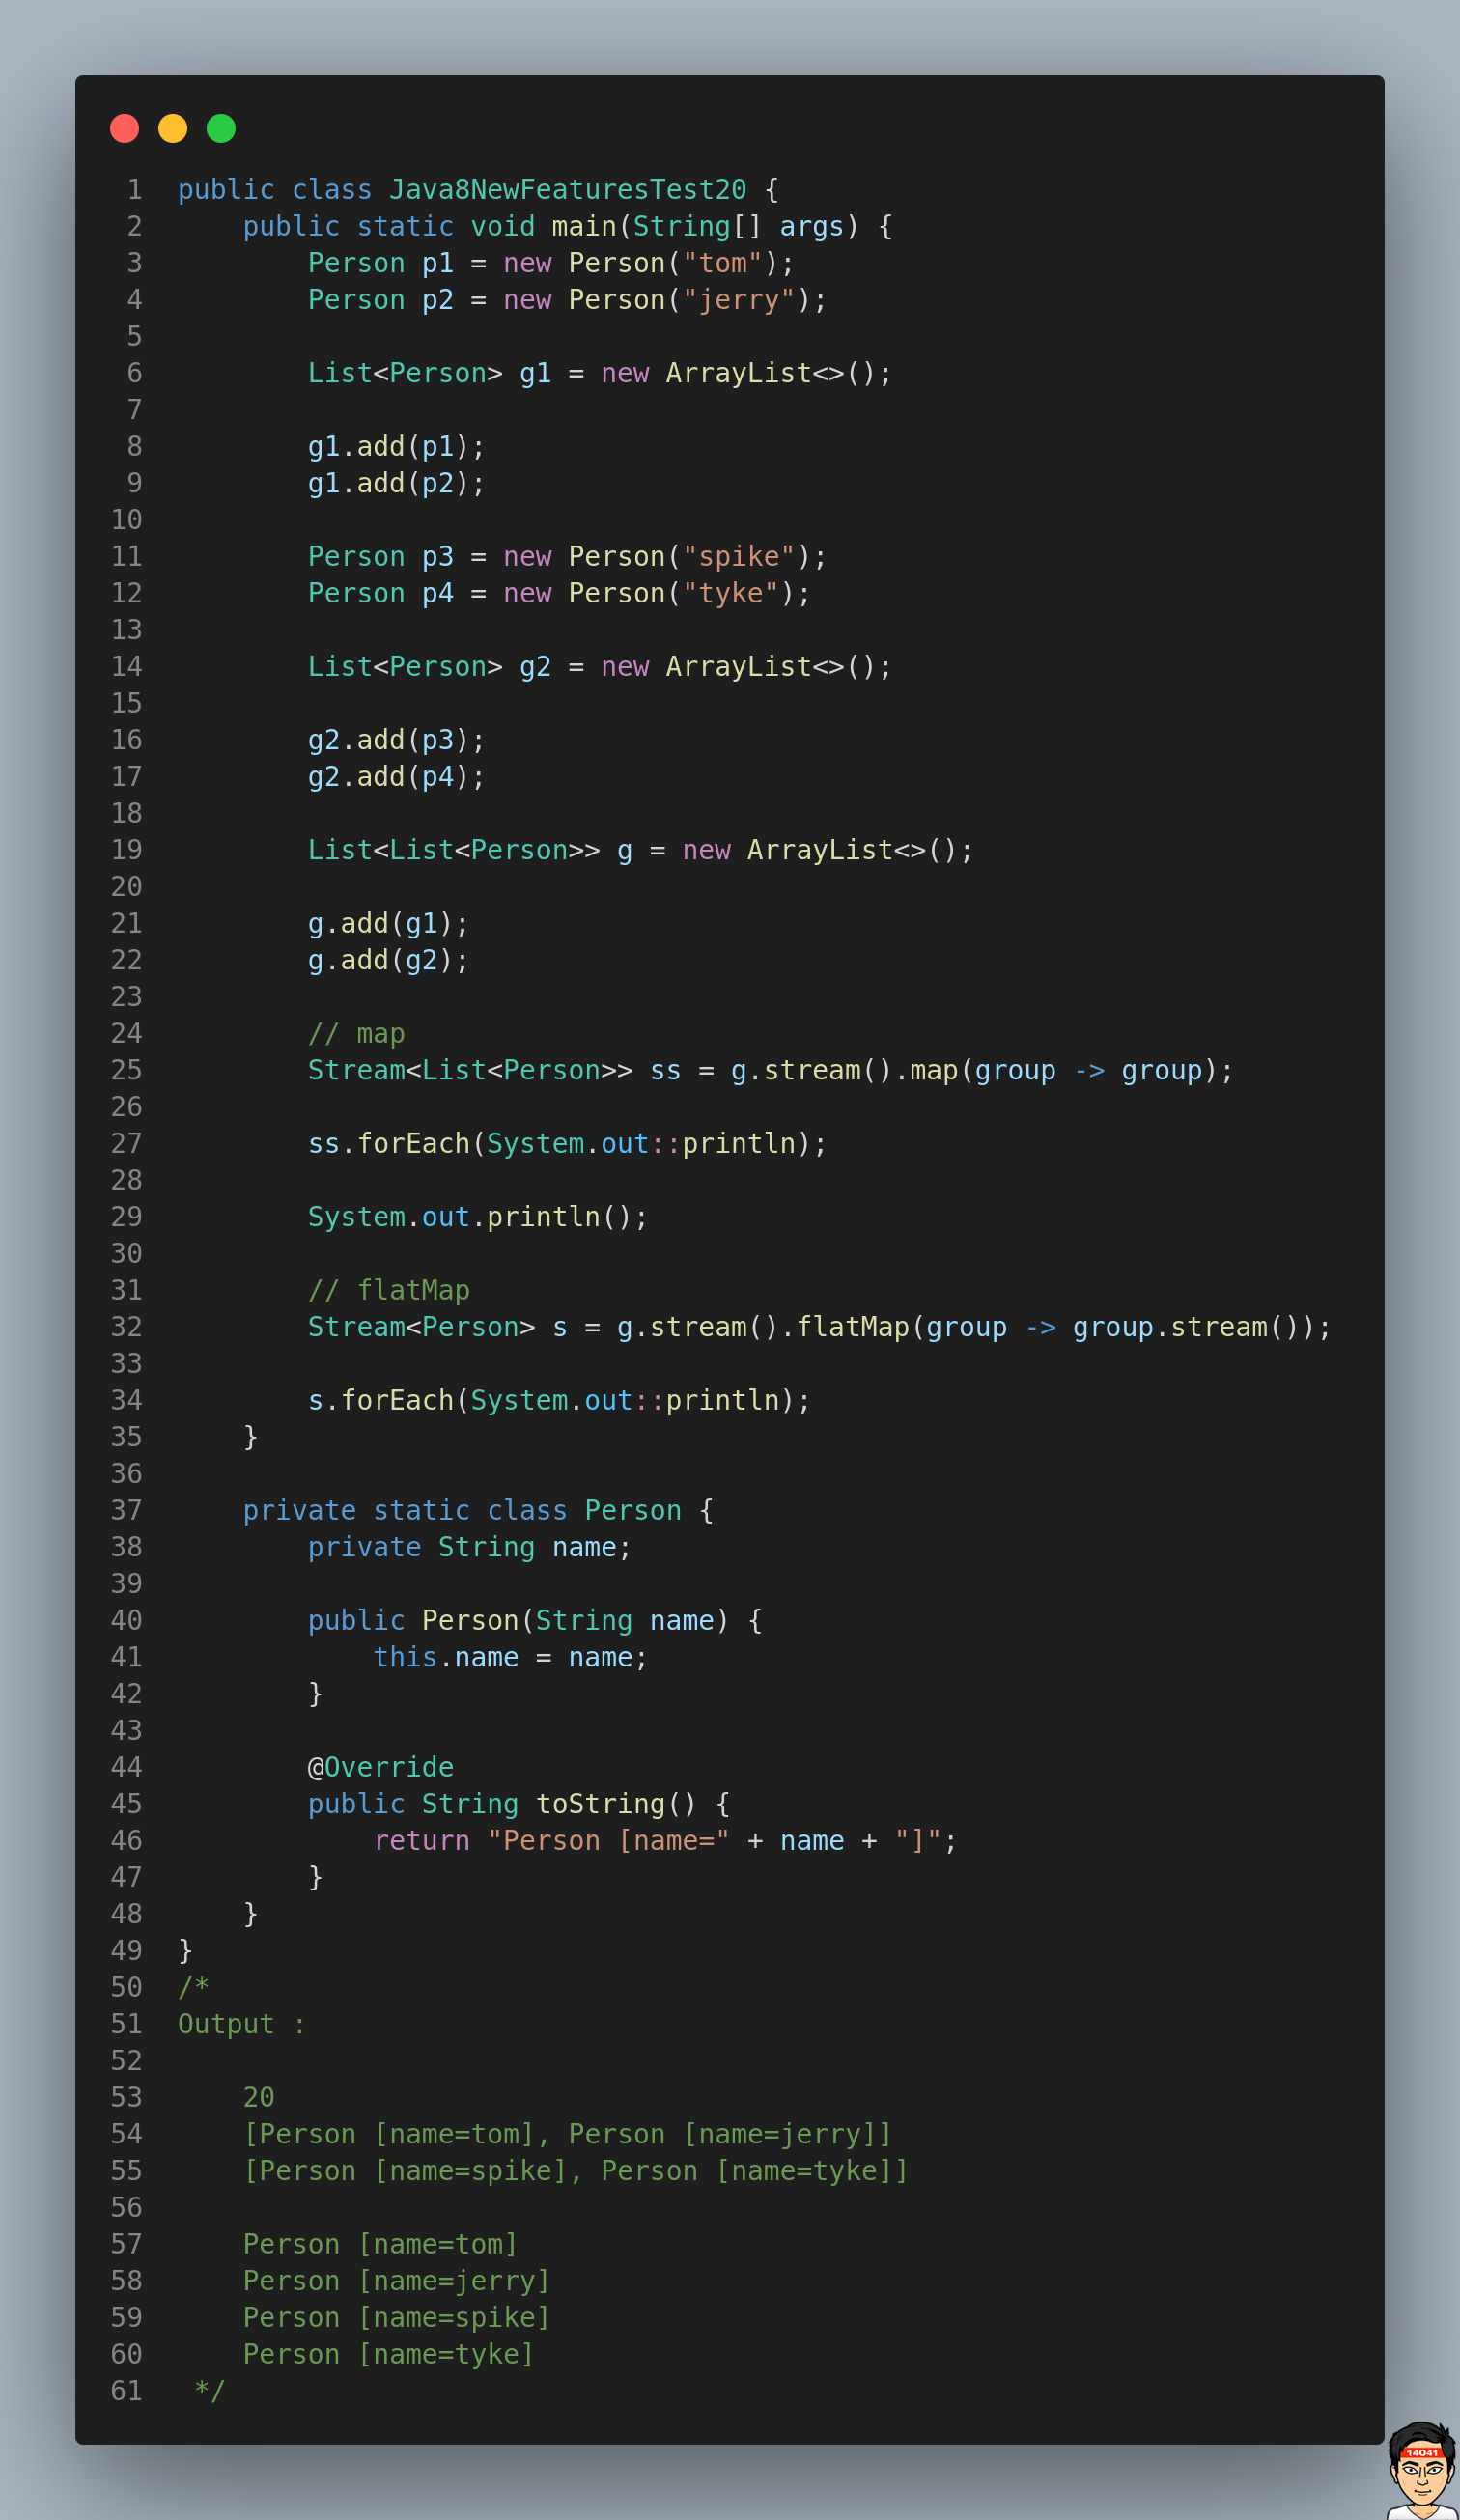 1 public class Java8NewFeaturesTest20 {
2     public static void main(String[] args) {
3         Person p1 = new Person("tom");
4         Person p2 = new Person("jerry");
5
6         List<Person> g1 = new ArrayList<>();
7
8         g1.add(p1);
9         g1.add(p2);
10
11         Person p3 = new Person("spike");
12         Person p4 = new Person("tyke");
13
14         List<Person> g2 = new ArrayList<>();
15
16         g2.add(p3);
17         g2.add(p4);
18
19         List<List<Person>> g = new ArrayList<>();
20
21         g.add(g1);
22         g.add(g2);
23
24         // map
25         Stream<List<Person>> ss = g.stream().map(group -> group);
26
27         ss.forEach(System.out::println);
28
29         System.out.println();
30
31         // flatMap
32         Stream<Person> s = g.stream().flatMap(group -> group.stream());
33
34         s.forEach(System.out::println);
35     }
36
37     private static class Person {
38         private String name;
39
40         public Person(String name) {
41             this.name = name;
42         }
43
44         @Override
45         public String toString() {
46             return "Person [name=" + name + "]";
47         }
48     }
49 }
50 /*
51 Output :
52
53     20
54     [Person [name=tom], Person [name=jerry]]
55     [Person [name=spike], Person [name=tyke]]
56
57     Person [name=tom]
58     Person [name=jerry]
59     Person [name=spike]
60     Person [name=tyke]
61  */
14041